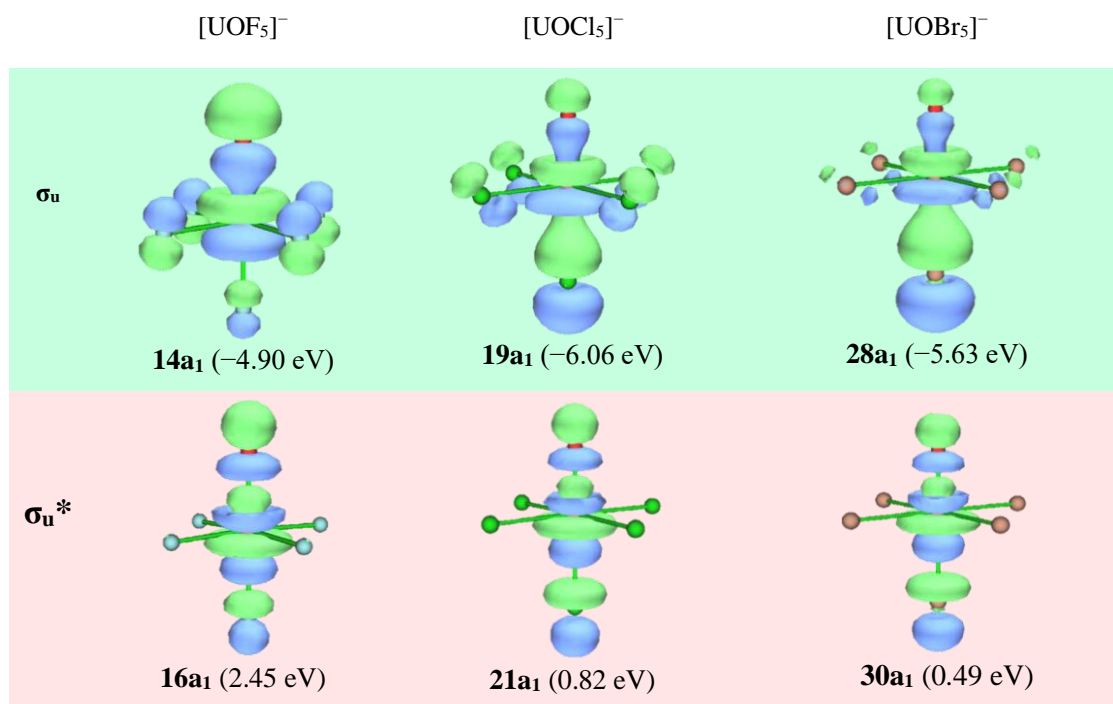 [UOF₅]⁻ [UOCl₅]⁻ [UOBr₅]⁻
σᵤ
14a₁ (−4.90 eV) 19a₁ (−6.06 eV) 28a₁ (−5.63 eV)
σᵤ*
16a₁ (2.45 eV) 21a₁ (0.82 eV) 30a₁ (0.49 eV)